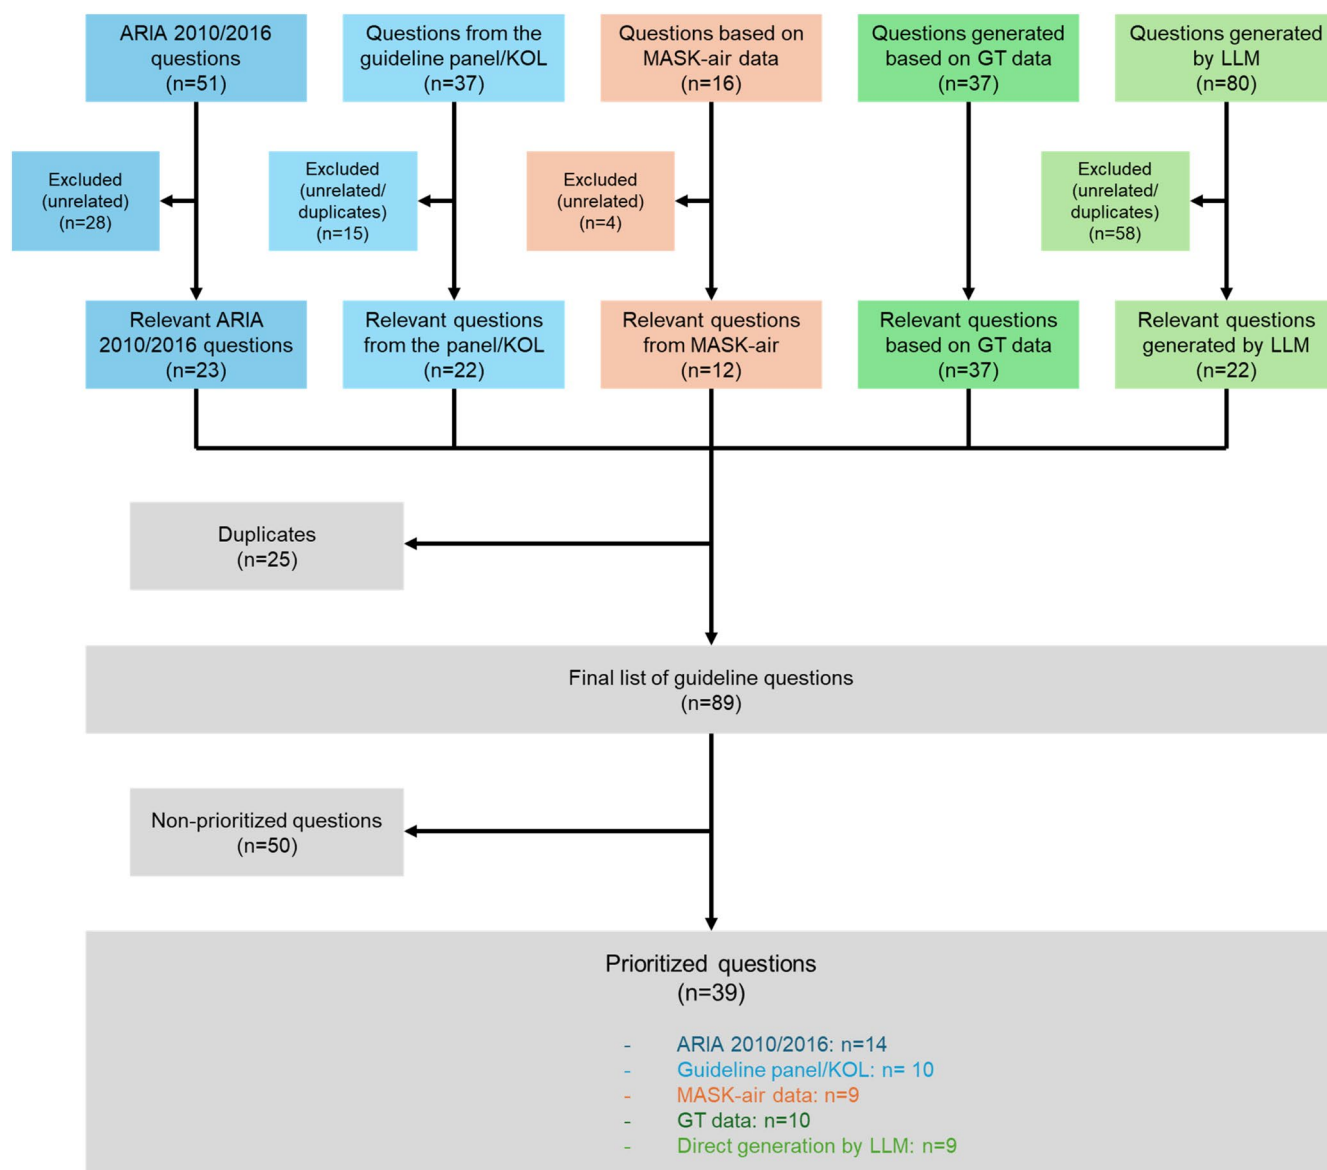 ARIA 2010/2016
questions
(n=51)
Questions from the
guideline panel/KOL
(n=37)
Questions based on
MASK-air data
(n=16)
Questions generated
based on GT data
(n=37)
Questions generated
by LLM
(n=80)
Excluded
(unrelated)
(n=28)
Excluded
(unrelated/
duplicates)
(n=15)
Excluded
(unrelated)
(n=4)
Excluded
(unrelated/
duplicates)
(n=58)
Relevant ARIA
2010/2016 questions
(n=23)
Relevant questions
from the panel/KOL
(n=22)
Relevant questions
from MASK-air
(n=12)
Relevant questions
based on GT data
(n=37)
Relevant questions
generated by LLM
(n=22)
Duplicates
(n=25)
Final list of guideline questions
(n=89)
Non-prioritized questions
(n=50)
Prioritized questions
(n=39)
- ARIA 2010/2016: n=14
- Guideline panel/KOL: n= 10
- MASK-air data: n=9
- GT data: n=10
- Direct generation by LLM: n=9